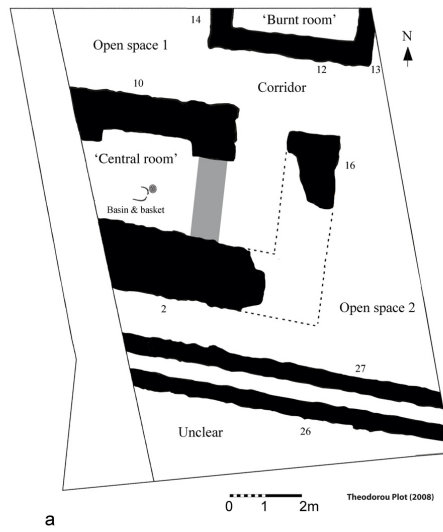 14
'Burnt room'
Open space 1
12
13
N
10
Corridor
'Central room'
16
Basin & basket
2
Open space 2
27
26
Unclear
0 1 2m
Theodorou Plot (2008)
a